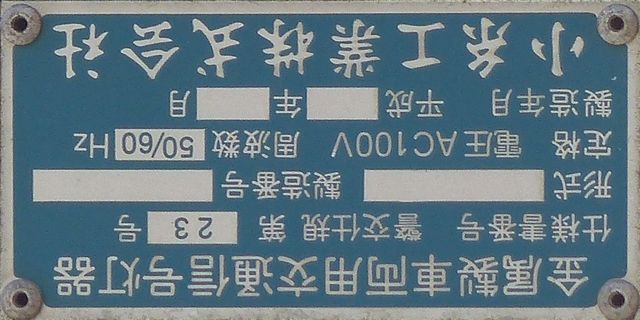 金属製車両用交通信号灯器
仕様書番号 警交仕規 第 23 号
形式 製造番号
定格 電圧AC100V 周波数 50/60 Hz
製造年月 平成 年 月
小糸工業株式会社